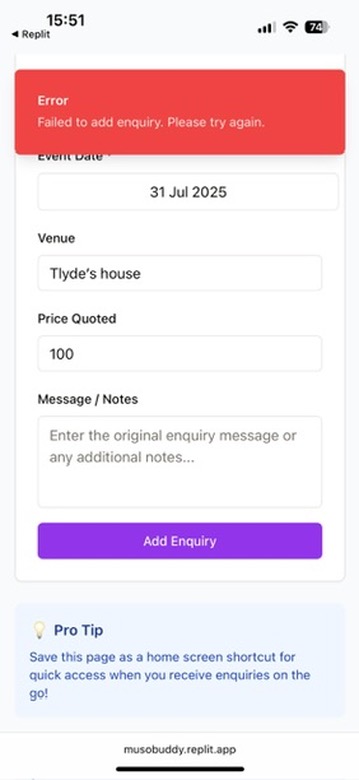 15:51
74
◀ Replit
Error
Failed to add enquiry. Please try again.
Event Date *
31 Jul 2025
Venue
Tlyde's house
Price Quoted
100
Message / Notes
Enter the original enquiry message or
any additional notes...
Add Enquiry
Pro Tip
Save this page as a home screen shortcut for
quick access when you receive enquiries on the
go!
musobuddy.replit.app